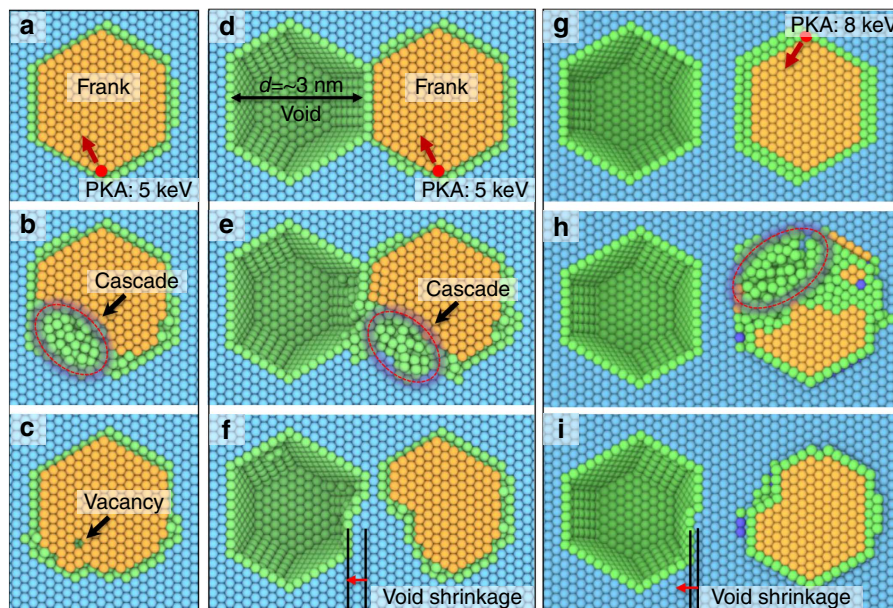 a
Frank
PKA: 5 keV
d
d=~3 nm
Void
Frank
PKA: 5 keV
g
PKA: 8 keV
b
Cascade
e
Cascade
h
c
Vacancy
f
Void shrinkage
i
Void shrinkage